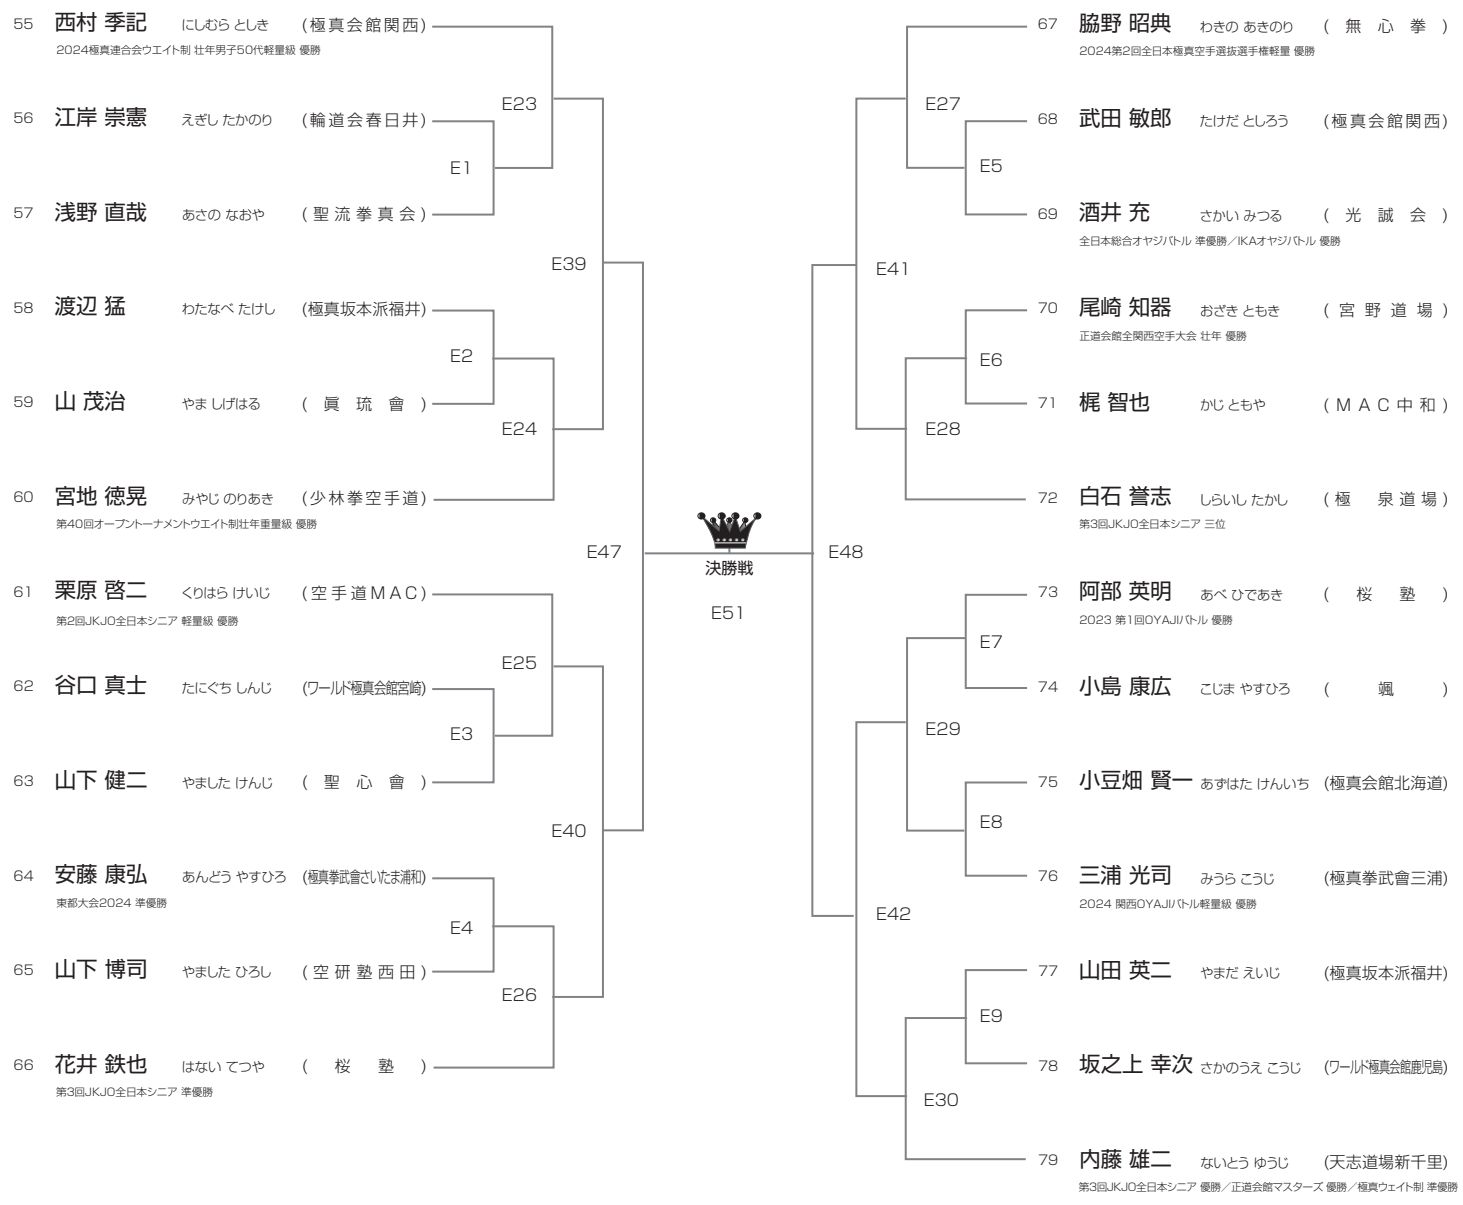 55 西村 季記 にしむら としき (極真会館関西)
2024極真連合会ウエイト制 壮年男子50代軽量級 優勝
56 江岸 崇憲 えぎし たかのり (輪道会春日井)
57 浅野 直哉 あさの なおや (聖流拳真会)
58 渡辺 猛 わたなべ たけし (極真坂本派福井)
59 山 茂治 やま しげはる (眞琉會)
60 宮地 徳晃 みやじ のりあき (少林拳空手道)
第40回オープントーナメントウエイト制壮年重量級 優勝
61 栗原 啓二 くりはら けいじ (空手道MAC)
第2回JKJO全日本シニア 軽量級 優勝
62 谷口 真士 たにぐち しんじ (ワールド極真会館宮崎)
63 山下 健二 やました けんじ (聖心會)
64 安藤 康弘 あんどう やすひろ (極真拳武會さいたま浦和)
東都大会2024 準優勝
65 山下 博司 やました ひろし (空研塾西田)
66 花井 鉄也 はない てつや (桜塾)
第3回JKJO全日本シニア 準優勝
E23
E1
E39
E2
E24
E47
E25
E3
E40
E4
E26
決勝戦
E51
E48
E27
E5
E41
E6
E28
E7
E29
E8
E42
E9
E30
67 脇野 昭典 わきの あきのり (無心拳)
2024第2回全日本極真空手選抜選手権軽量 優勝
68 武田 敏郎 たけだ としろう (極真会館関西)
69 酒井 充 さかい みつる (光誠会)
全日本総合オヤジバトル 準優勝／IKAオヤジバトル 優勝
70 尾崎 知器 おざき ともき (宮野道場)
正道会館全関西空手大会 壮年 優勝
71 梶 智也 かじ ともや (MAC中和)
72 白石 誉志 しらいし たかし (極 泉道場)
第3回JKJO全日本シニア 三位
73 阿部 英明 あべ ひであき (桜塾)
2023 第1回OYAJIバトル 優勝
74 小島 康広 こじま やすひろ (颯)
75 小豆畑 賢一 あずはた けんいち (極真会館北海道)
76 三浦 光司 みうら こうじ (極真拳武會三浦)
2024 関西OYAJIバトル軽量級 優勝
77 山田 英二 やまだ えいじ (極真坂本派福井)
78 坂之上 幸次 さかのうえ こうじ (ワールド極真会館鹿児島)
79 内藤 雄二 ないとう ゆうじ (天志道場新千里)
第3回JKJO全日本シニア 優勝／正道会館マスターズ 優勝／極真ウェイト制 準優勝